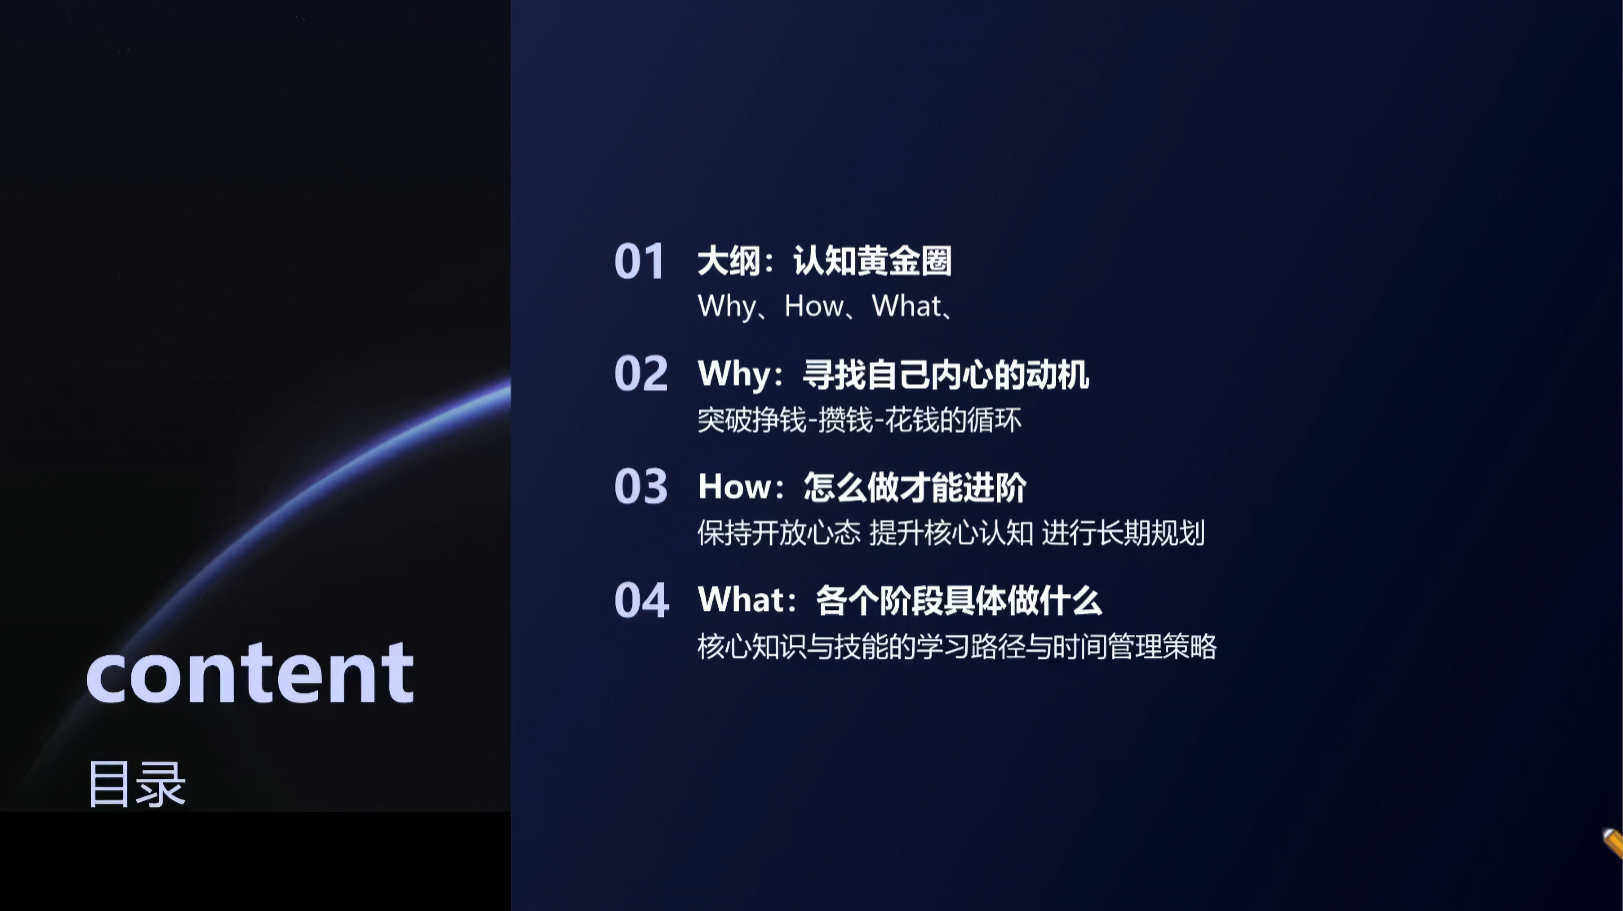 content
目录
01 大纲：认知黄金圈
Why、How、What、
02 Why：寻找自己内心的动机
突破挣钱-攒钱-花钱的循环
03 How：怎么做才能进阶
保持开放心态 提升核心认知 进行长期规划
04 What：各个阶段具体做什么
核心知识与技能的学习路径与时间管理策略